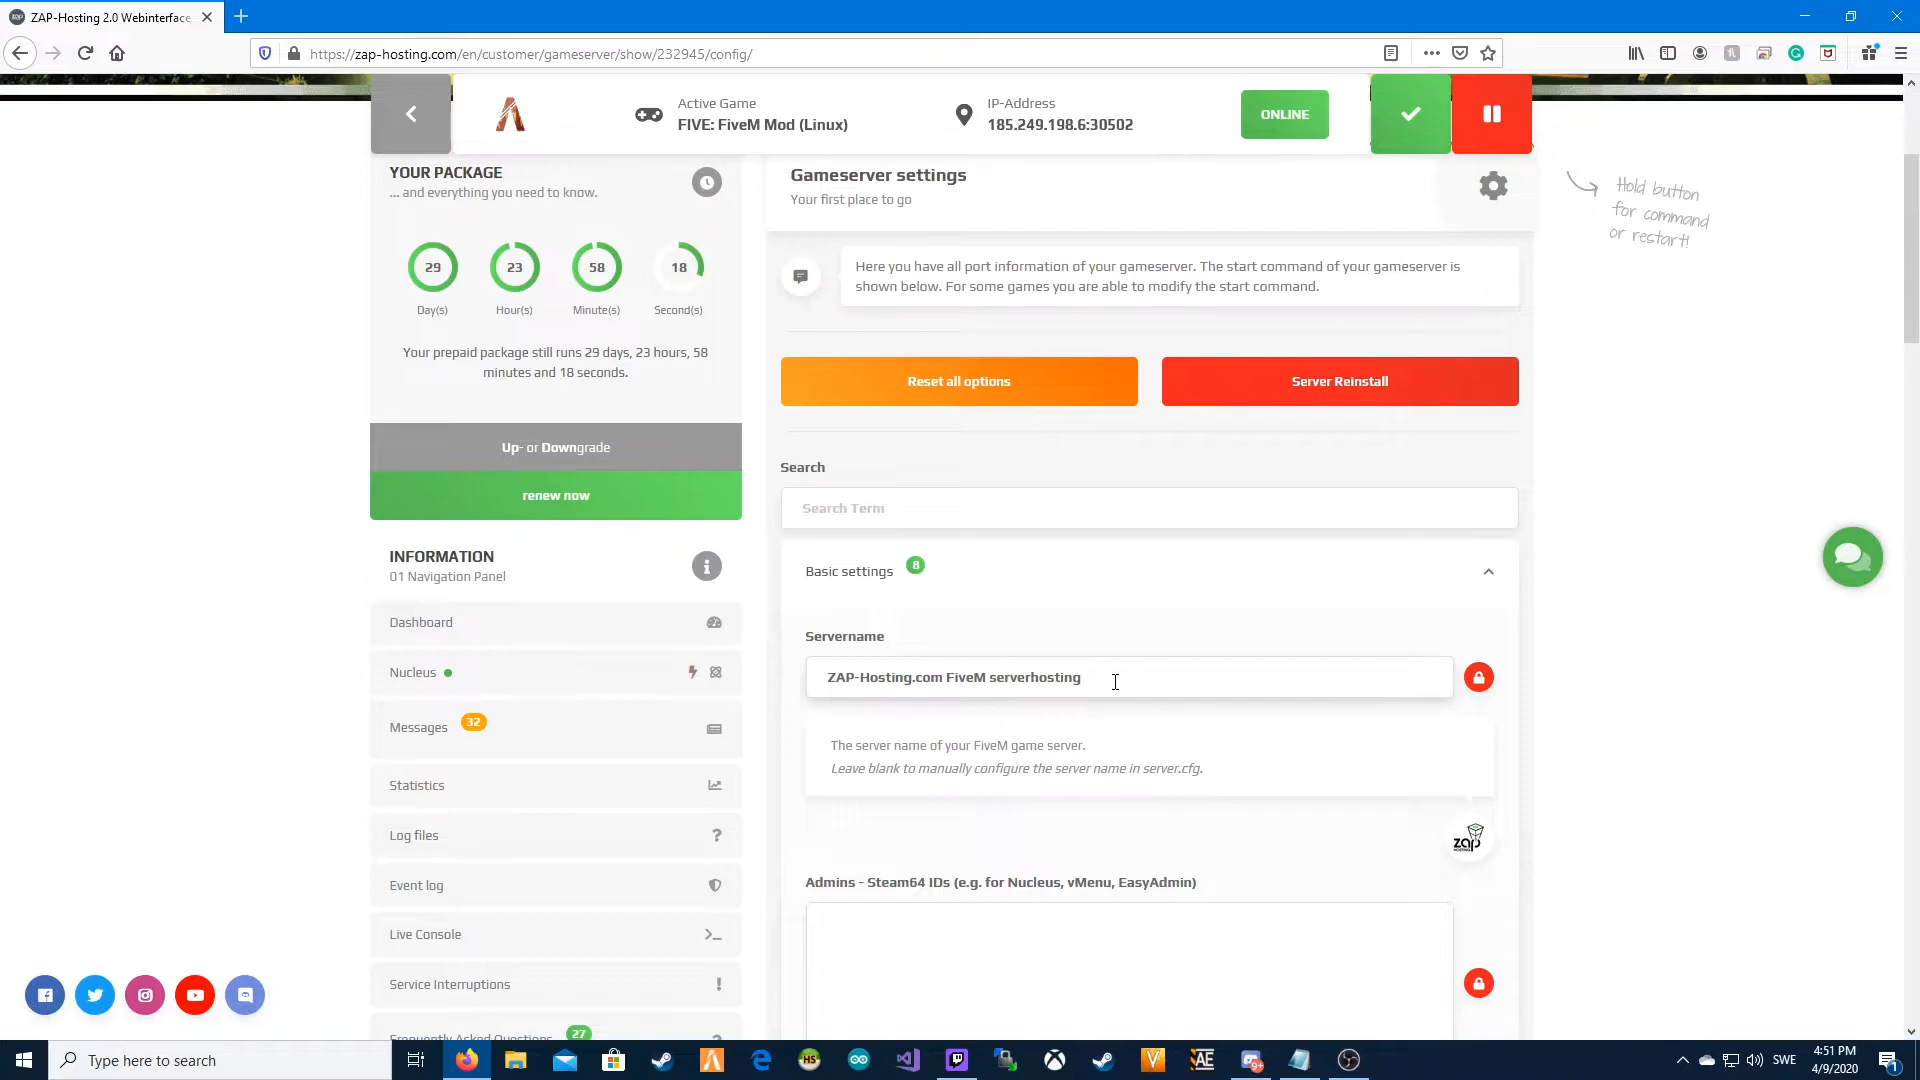 ZAP-Hosting 2.0 Webinterface
https://zap-hosting.com/en/customer/gameserver/show/232945/config/
Active Game
FIVE: FiveM Mod (Linux)
IP-Address
185.249.198.6:30502
ONLINE
YOUR PACKAGE
... and everything you need to know.
29
23
58
18
Day(s)
Hour(s)
Minute(s)
Second(s)
Your prepaid package still runs 29 days, 23 hours, 58
minutes and 18 seconds.
Up- or Downgrade
renew now
INFORMATION
01 Navigation Panel
Dashboard
Nucleus
Messages 32
Statistics
Log files
Event log
Live Console
Service Interruptions
Frequently Asked Questions 27
Gameserver settings
Your first place to go
Hold button
for command
or restart!
Here you have all port information of your gameserver. The start command of your gameserver is
shown below. For some games you are able to modify the start command.
Reset all options
Server Reinstall
Search
Search Term
Basic settings 8
Servername
ZAP-Hosting.com FiveM serverhosting
The server name of your FiveM game server.
Leave blank to manually configure the server name in server.cfg.
zap
HOSTING
Admins - Steam64 IDs (e.g. for Nucleus, vMenu, EasyAdmin)
Type here to search
HS
AE
9+
SWE
4:51 PM
4/9/2020
1